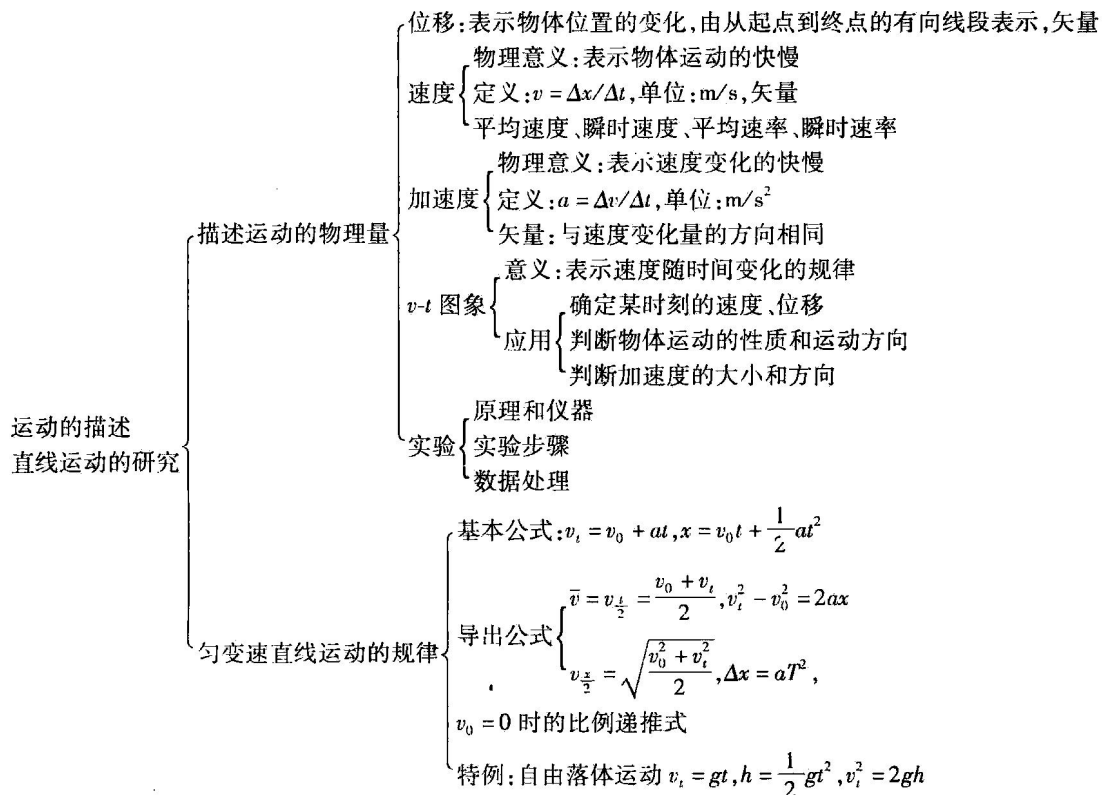 位移:表示物体位置的变化,由从起点到终点的有向线段表示,矢量
物理意义:表示物体运动的快慢
速度
定义:v=Δx/Δt,单位:m/s,矢量
平均速度、瞬时速度、平均速率、瞬时速率
物理意义:表示速度变化的快慢
加速度
定义:a=Δv/Δt,单位:m/s²
描述运动的物理量
矢量:与速度变化量的方向相同
意义:表示速度随时间变化的规律
v-t 图象
确定某时刻的速度、位移
应用
判断物体运动的性质和运动方向
判断加速度的大小和方向
运动的描述
直线运动的研究
原理和仪器
实验
实验步骤
数据处理
基本公式:vₜ=v₀+at,x=v₀t+1/2 at²
导出公式
v̄=v_{t/2}=(v₀+vₜ)/2,vₜ²-v₀²=2ax
匀变速直线运动的规律
v_{x/2}=√((v₀²+vₜ²)/2),Δx=aT²,
v₀=0 时的比例递推式
特例:自由落体运动 vₜ=gt,h=1/2 gt²,vₜ²=2gh